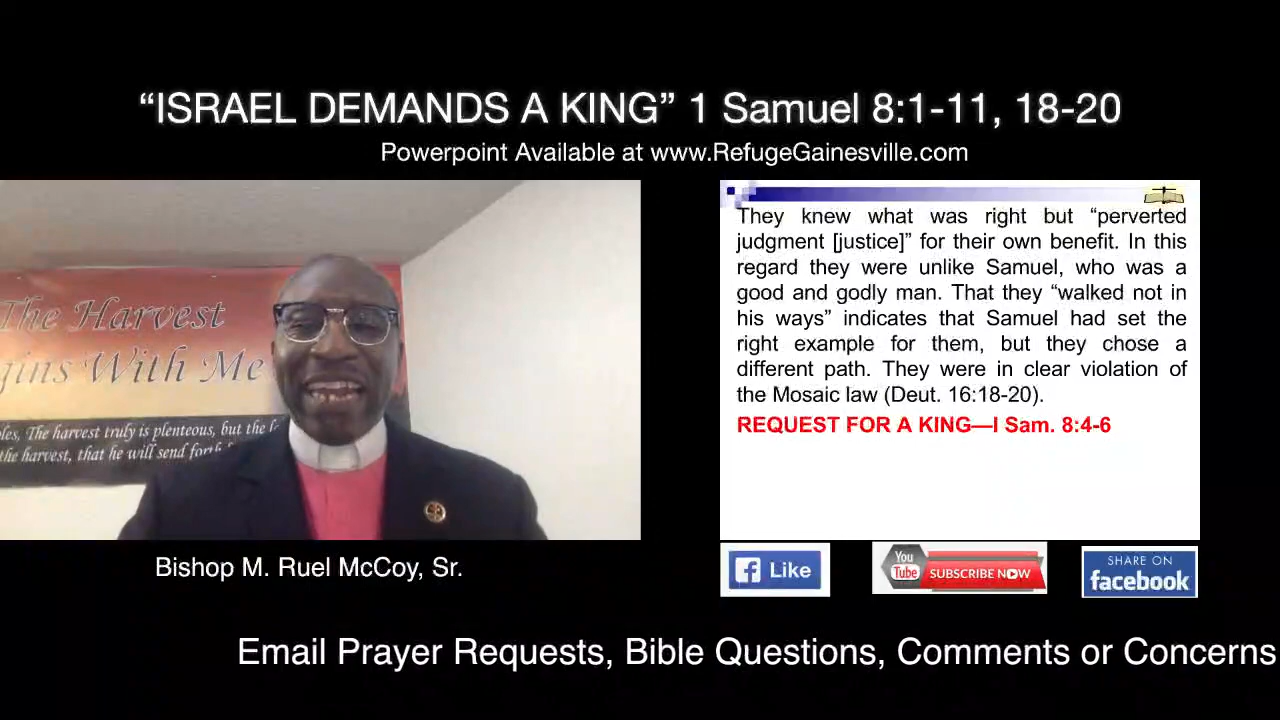 “ISRAEL DEMANDS A KING” 1 Samuel 8:1-11, 18-20
Powerpoint Available at www.RefugeGainesville.com
The Harvest
gins With Me
les, The harvest truly is plenteous, but the
the harvest, that he will send forth
They knew what was right but “perverted
judgment [justice]” for their own benefit. In this
regard they were unlike Samuel, who was a
good and godly man. That they “walked not in
his ways” indicates that Samuel had set the
right example for them, but they chose a
different path. They were in clear violation of
the Mosaic law (Deut. 16:18-20).
REQUEST FOR A KING—I Sam. 8:4-6
Bishop M. Ruel McCoy, Sr.
f Like
You
Tube SUBSCRIBE NOW
SHARE ON
facebook
Email Prayer Requests, Bible Questions, Comments or Concerns